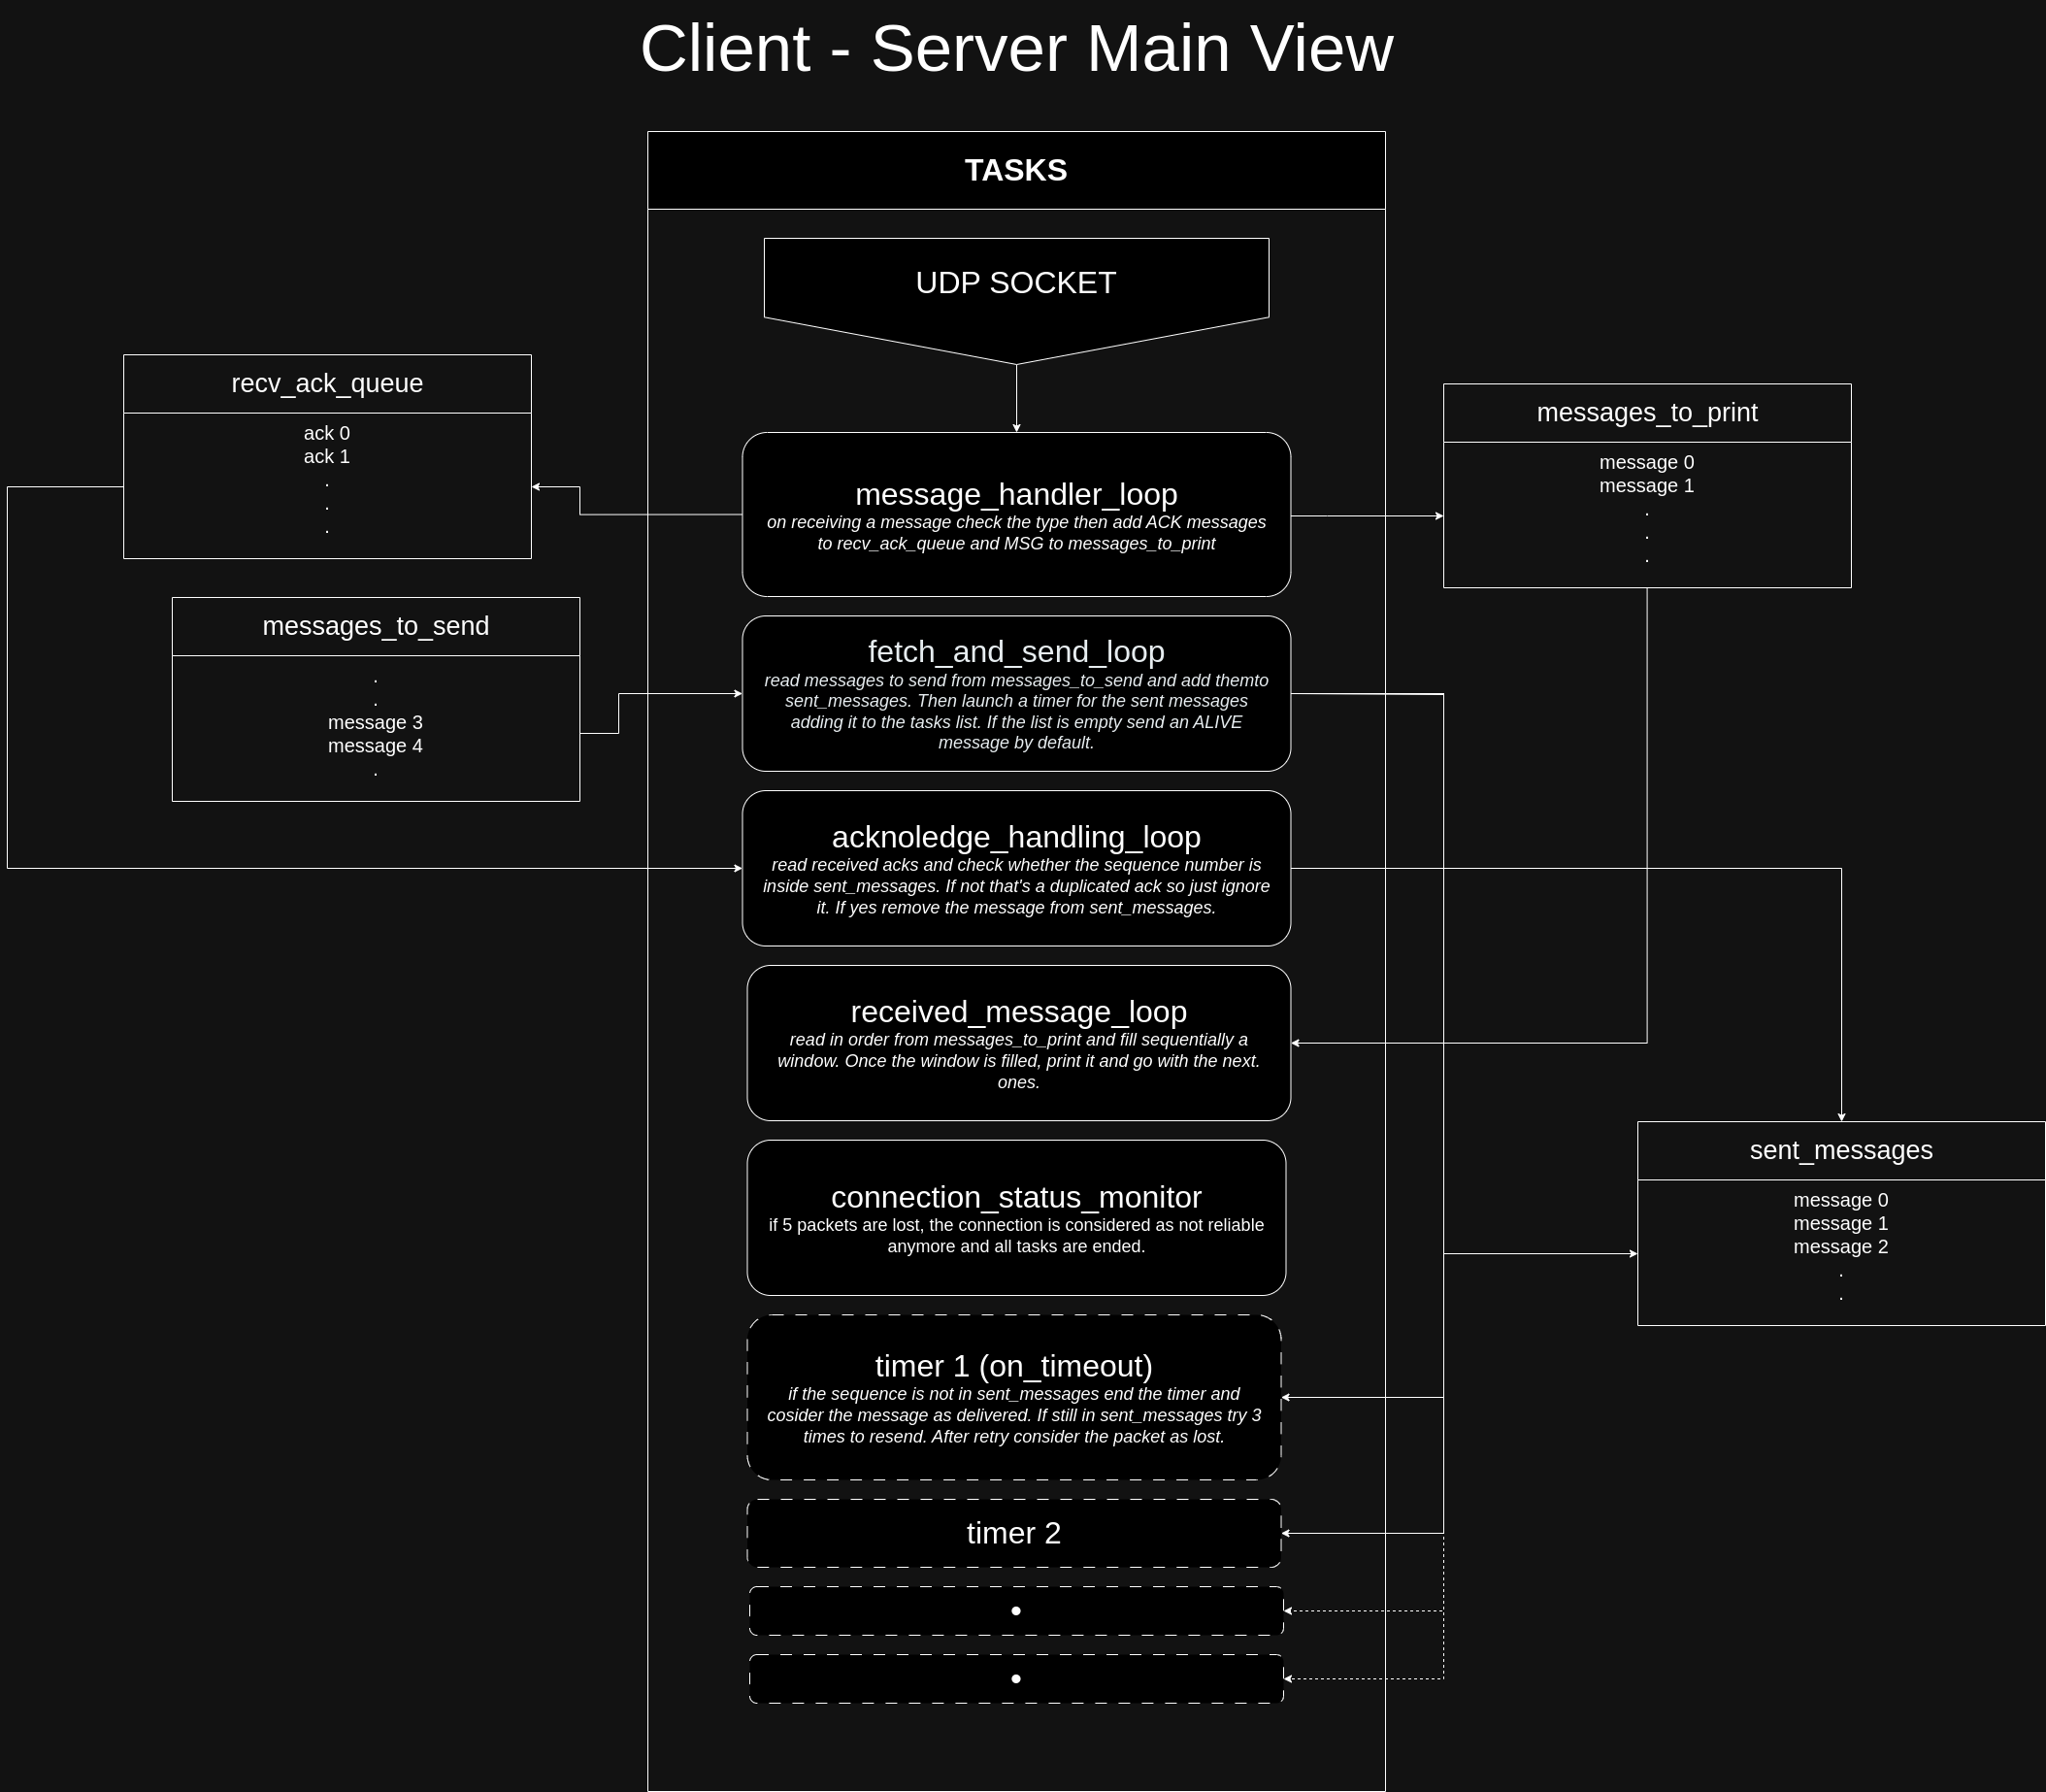 Client - Server Main View
TASKS
UDP SOCKET
recv_ack_queue
ack 0
ack 1
.
.
.
messages_to_print
message 0
message 1
.
.
.
message_handler_loop
on receiving a message check the type then add ACK messages
to recv_ack_queue and MSG to messages_to_print
messages_to_send
.
.
message 3
message 4
.
fetch_and_send_loop
read messages to send from messages_to_send and add themto
sent_messages. Then launch a timer for the sent messages
adding it to the tasks list. If the list is empty send an ALIVE
message by default.
acknoledge_handling_loop
read received acks and check whether the sequence number is
inside sent_messages. If not that's a duplicated ack so just ignore
it. If yes remove the message from sent_messages.
received_message_loop
read in order from messages_to_print and fill sequentially a
window. Once the window is filled, print it and go with the next.
ones.
connection_status_monitor
if 5 packets are lost, the connection is considered as not reliable
anymore and all tasks are ended.
sent_messages
message 0
message 1
message 2
.
.
timer 1 (on_timeout)
if the sequence is not in sent_messages end the timer and
cosider the message as delivered. If still in sent_messages try 3
times to resend. After retry consider the packet as lost.
timer 2
•
•